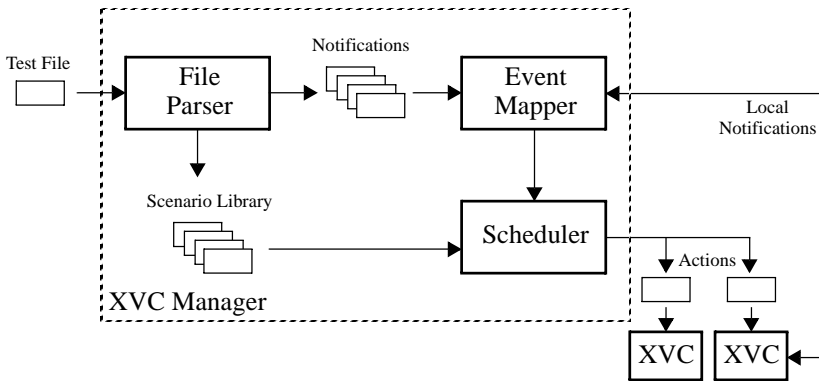 Test File
File
Parser
Notifications
Event
Mapper
Local
Notifications
Scenario Library
Scheduler
Actions
XVC Manager
XVC
XVC